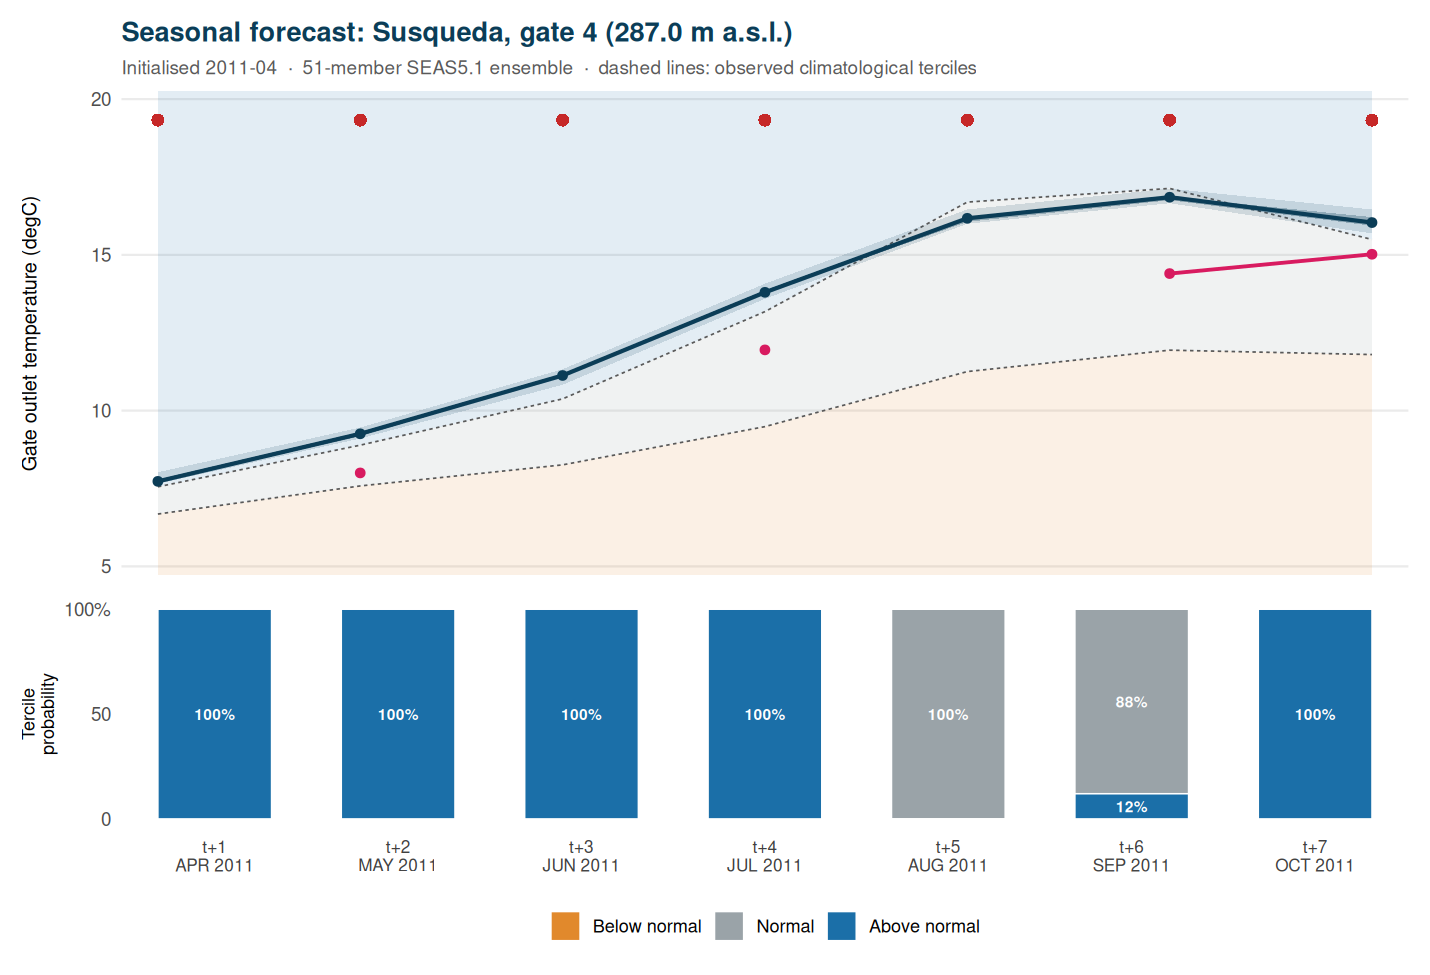 Seasonal forecast: Susqueda, gate 4 (287.0 m a.s.l.)
Initialised 2011-04 · 51-member SEAS5.1 ensemble · dashed lines: observed climatological terciles
20
15
10
5
Gate outlet temperature (degC)
100%
50
0
Tercile
probability
100% 100% 100% 100% 100% 88% 100%
12%
t+1 t+2 t+3 t+4 t+5 t+6 t+7
APR 2011 MAY 2011 JUN 2011 JUL 2011 AUG 2011 SEP 2011 OCT 2011
Below normal Normal Above normal